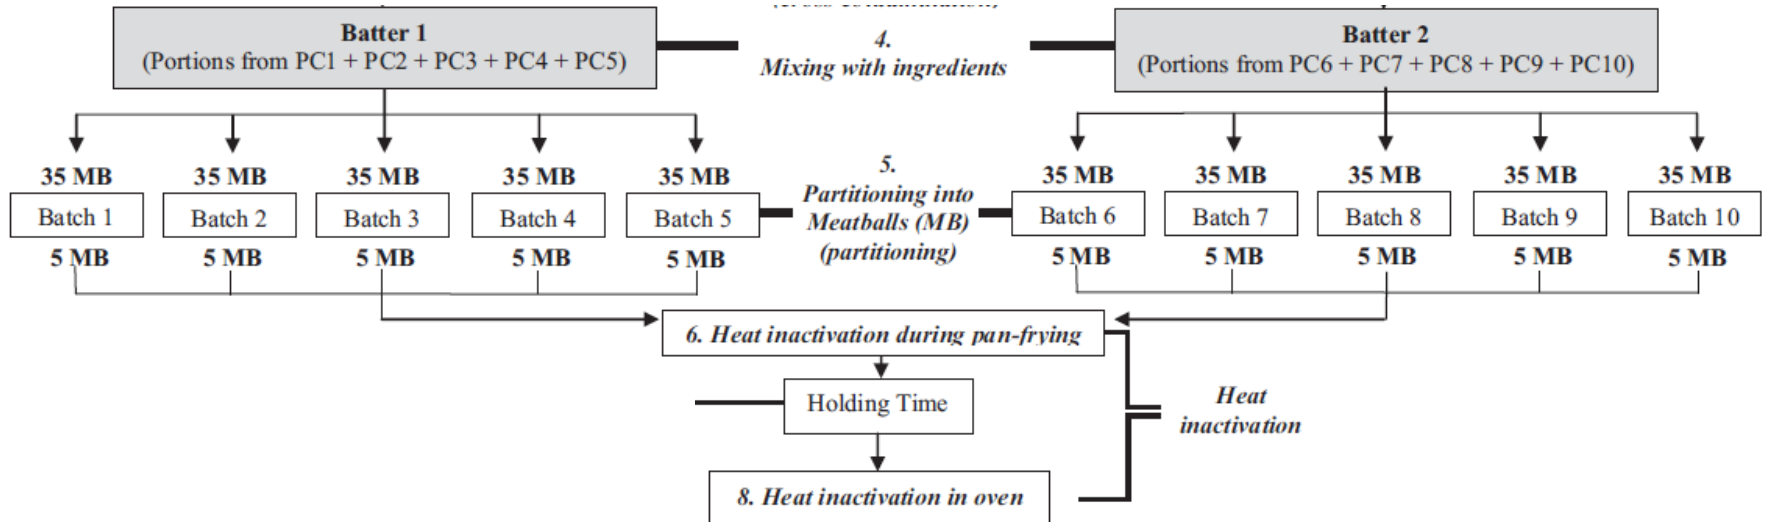 Batter 1
(Portions from PC1 + PC2 + PC3 + PC4 + PC5)
4.
Mixing with ingredients
Batter 2
(Portions from PC6 + PC7 + PC8 + PC9 + PC10)
35 MB
35 MB
35 MB
35 MB
35 MB
Batch 1
Batch 2
Batch 3
Batch 4
Batch 5
5 MB
5 MB
5 MB
5 MB
5 MB
5.
Partitioning into
Meatballs (MB)
(partitioning)
35 MB
35 MB
35 MB
35 MB
35 MB
Batch 6
Batch 7
Batch 8
Batch 9
Batch 10
5 MB
5 MB
5 MB
5 MB
5 MB
6. Heat inactivation during pan-frying
Holding Time
Heat
inactivation
8. Heat inactivation in oven